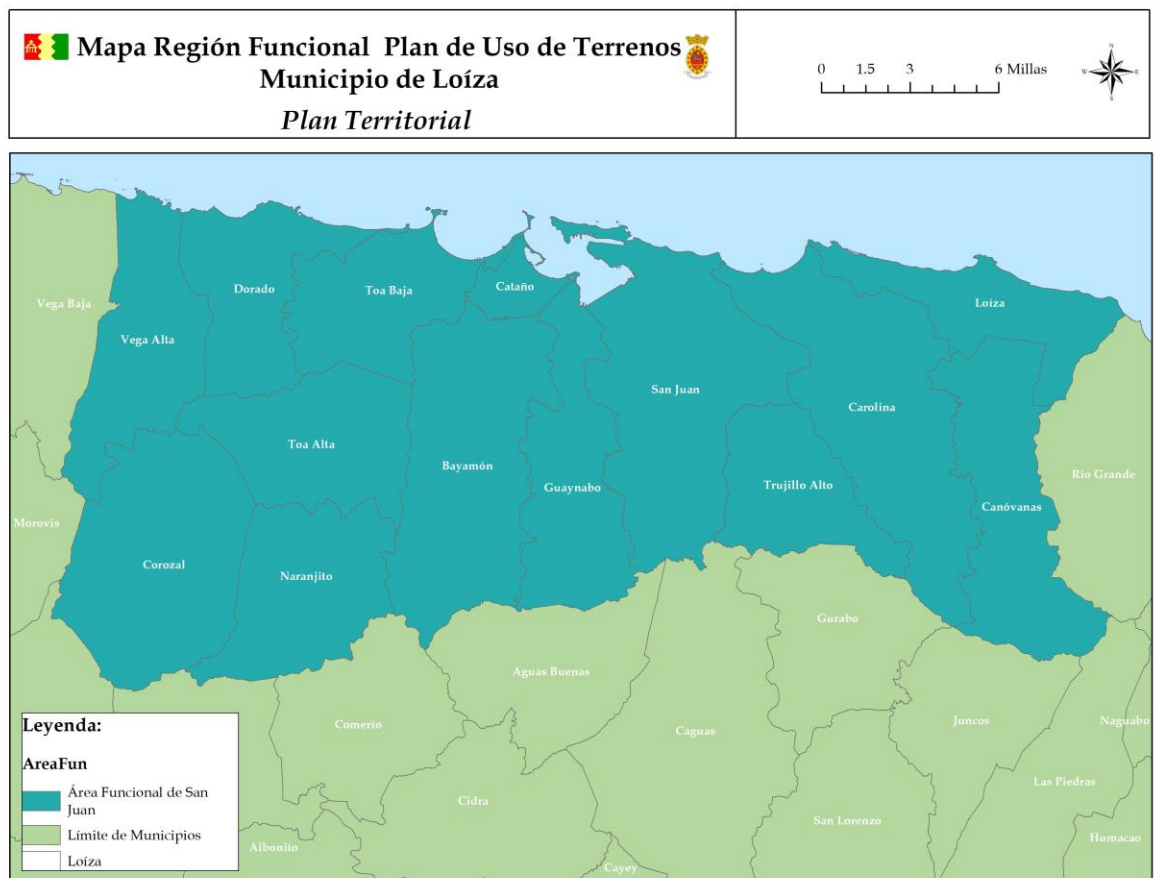 Mapa Región Funcional Plan de Uso de Terrenos
Municipio de Loíza
Plan Territorial
0 1.5 3 6 Millas
N
W E
S
Vega Baja
Dorado
Toa Baja
Cataño
Loíza
Vega Alta
San Juan
Carolina
Toa Alta
Bayamón
Guaynabo
Trujillo Alto
Río Grande
Canóvanas
Morovis
Corozal
Naranjito
Gurabo
Aguas Buenas
Comerío
Caguas
Juncos
Naguabo
Las Piedras
Cidra
San Lorenzo
Humacao
Aibonito
Cayey
Leyenda:
AreaFun
Área Funcional de San
Juan
Límite de Municipios
Loíza